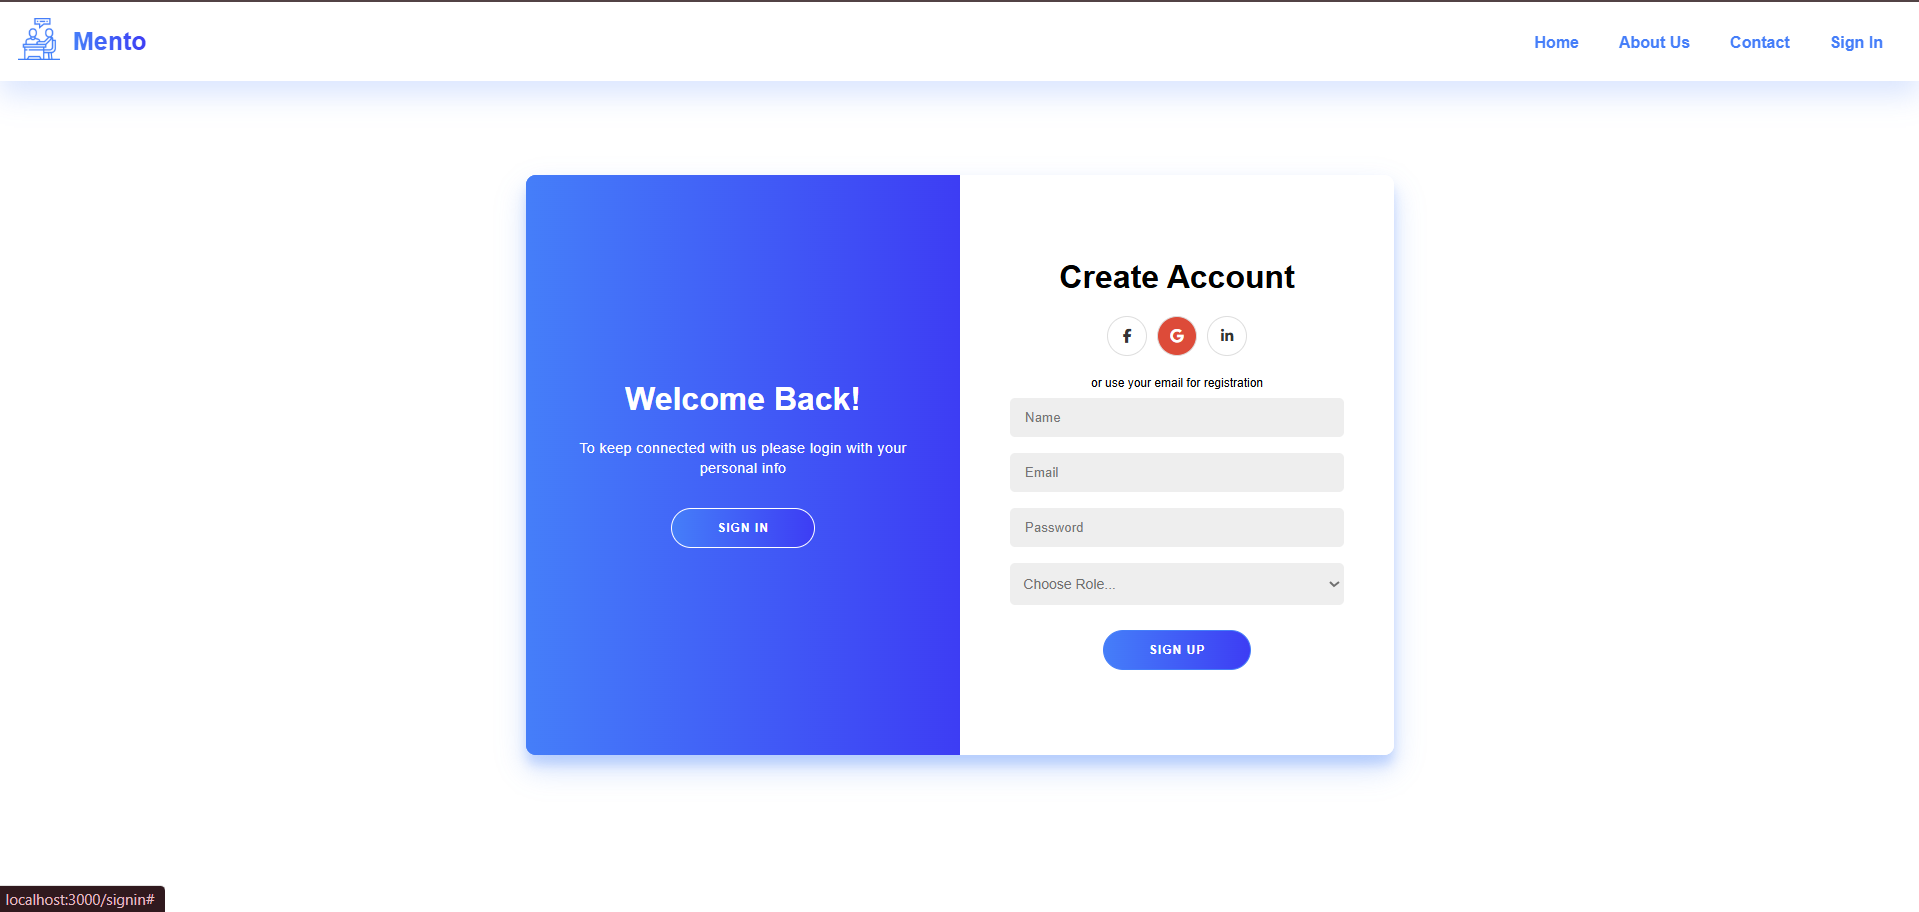 Mento
Home
About Us
Contact
Sign In
Welcome Back!
To keep connected with us please login with your
personal info
SIGN IN
Create Account
f
G
in
or use your email for registration
Name
Email
Password
Choose Role...
SIGN UP
localhost:3000/signin#